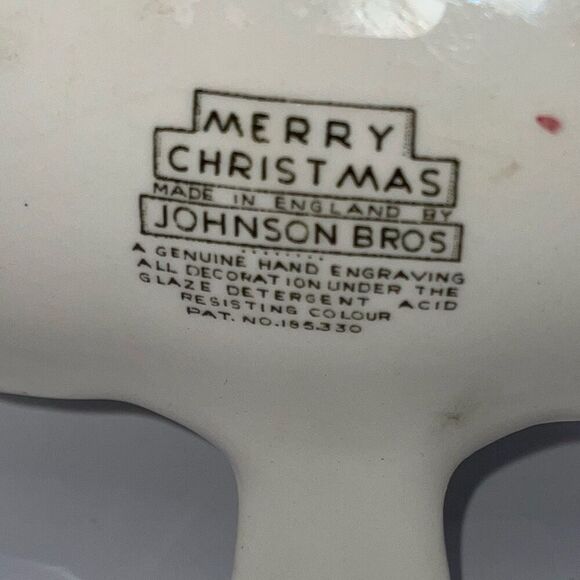 MERRY
CHRISTMAS
MADE IN ENGLAND BY
JOHNSON BROS
A GENUINE HAND ENGRAVING
ALL DECORATION UNDER THE
GLAZE DETERGENT ACID
RESISTING COLOUR
PAT. NO. 185330